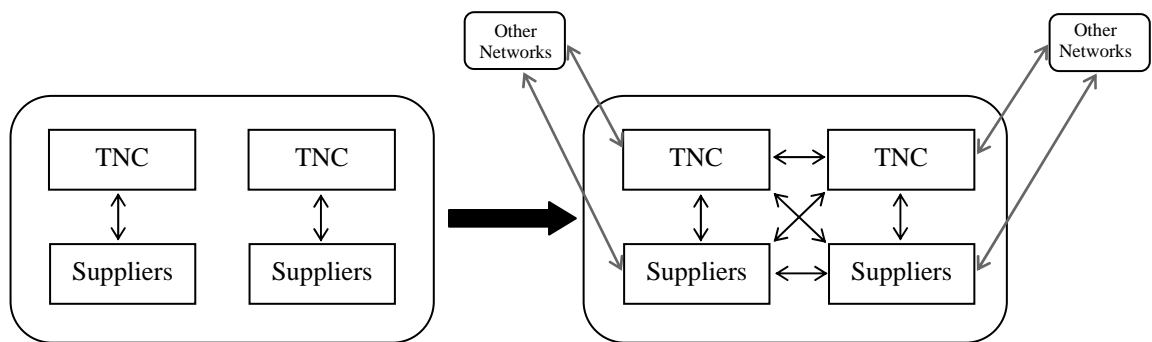 Other
Networks
Other
Networks
TNC
TNC
TNC
TNC
Suppliers
Suppliers
Suppliers
Suppliers